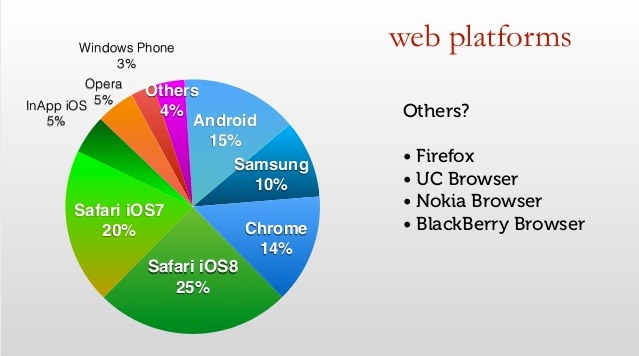 web platforms
Windows Phone
3%
Opera
5%
InApp iOS
5%
Others
4%
Android
15%
Samsung
10%
Chrome
14%
Safari iOS8
25%
Safari iOS7
20%
Others?
• Firefox
• UC Browser
• Nokia Browser
• BlackBerry Browser